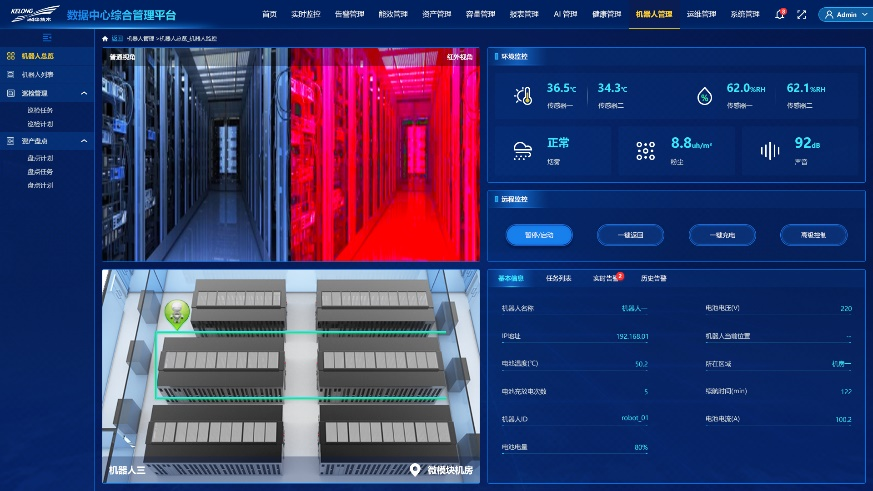 KELONG 数据中心综合管理平台 首页 实时监控 告警管理 能效管理 资产管理 容量管理 报表管理 AI 管理 健康管理 机器人管理 运维管理 系统管理 8 Admin
返回 机器人管理 >机器人总览_机器人监控
机器人总览
机器人列表
巡检管理
巡检任务
巡检计划
资产盘点
盘点计划
盘点任务
盘点计划
普通视角 红外视角
机器人三 微模块机房
环境监控
36.5℃ 34.3℃ 62.0%RH 62.1%RH
传感器一 传感器二 传感器一 传感器二
正常 8.8uh/m² 92dB
烟雾 粉尘 声音
远程监控
暂停/启动 一键返回 一键充电 高级控制
基本信息 任务列表 实时告警 2 历史告警
机器人名称 机器人一 电池电压(V) 220
IP地址 192.168.01 机器人当前位置 --
电池温度(℃) 50.2 所在区域 机房一
电池充放电次数 5 续航时间(min) 122
机器人ID robot_01 电池电流(A) 100.2
电池电量 80%